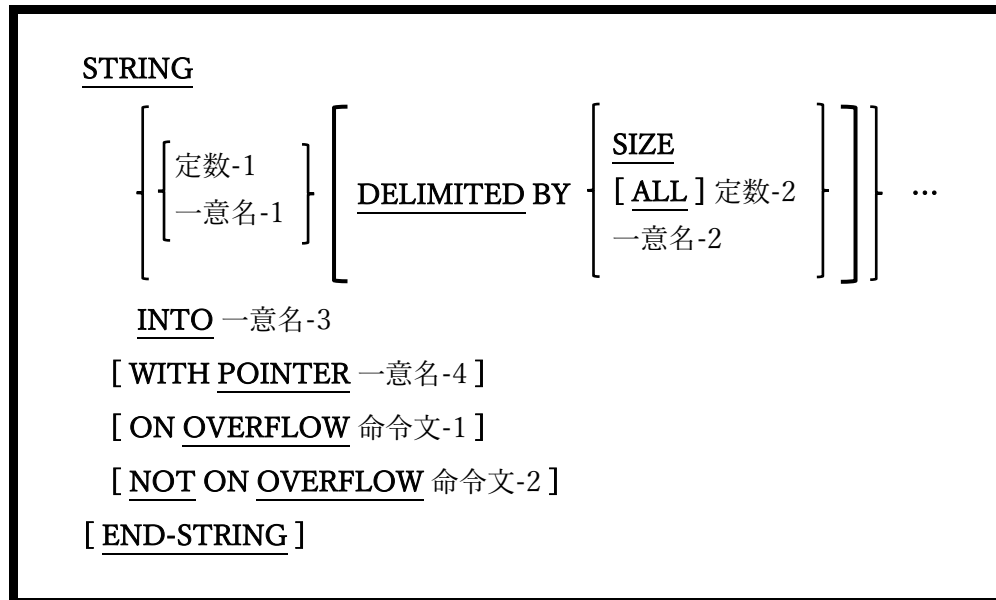 STRING
定数-1
一意名-1
DELIMITED BY
SIZE
[ ALL ] 定数-2
一意名-2
…
INTO 一意名-3
[ WITH POINTER 一意名-4 ]
[ ON OVERFLOW 命令文-1 ]
[ NOT ON OVERFLOW 命令文-2 ]
[ END-STRING ]